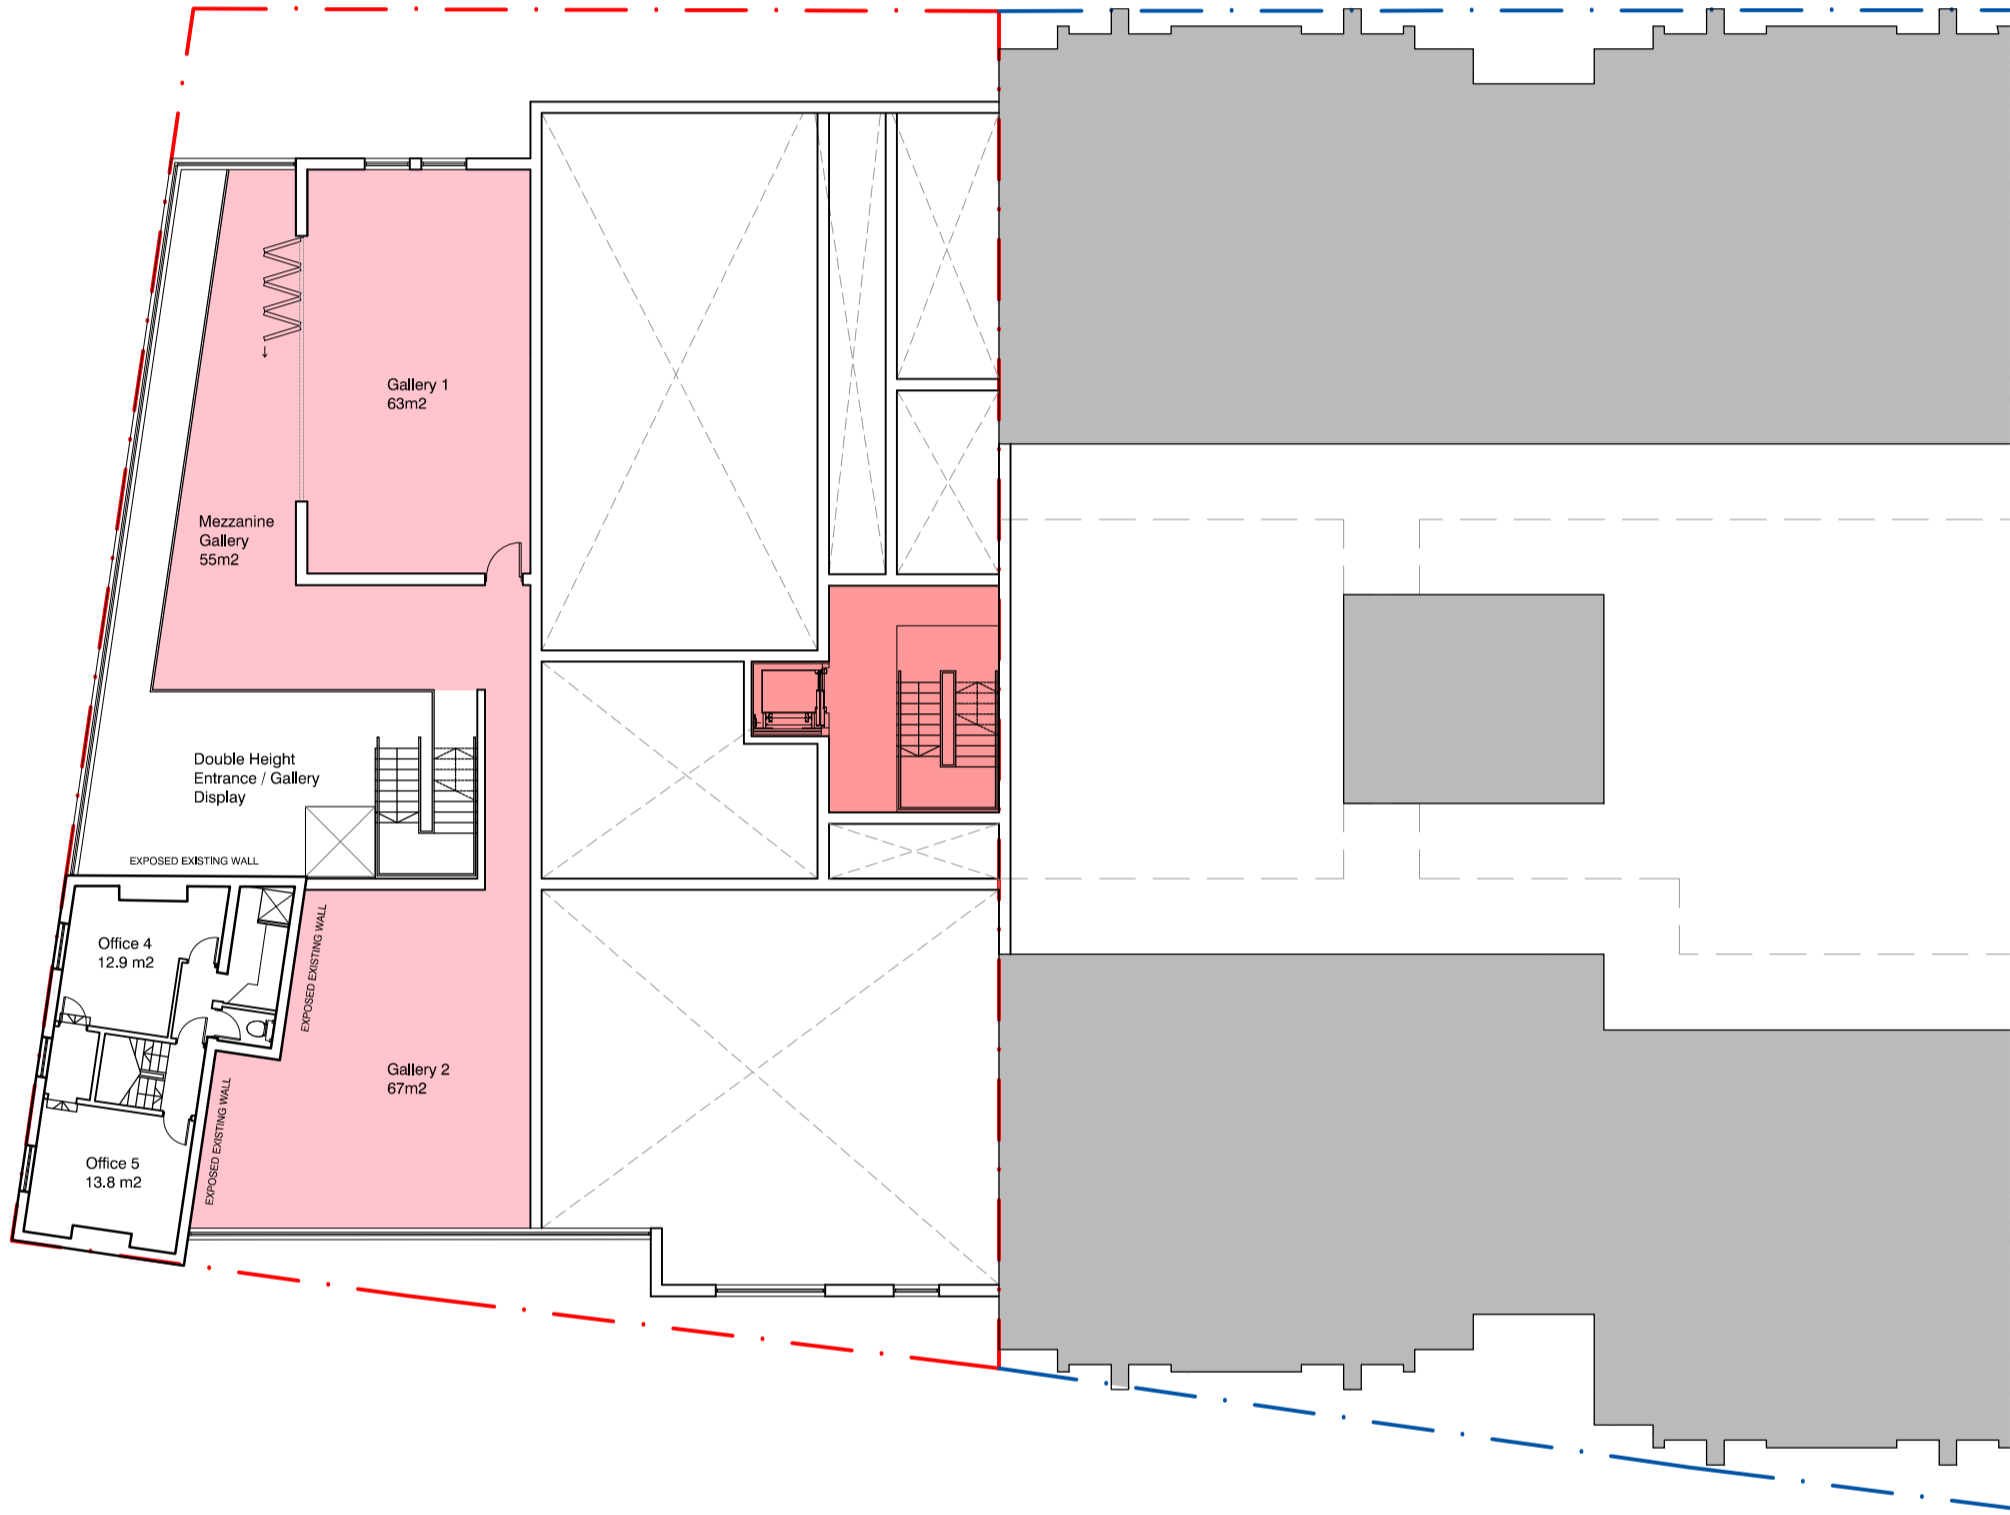 Gallery 1
63m2
Mezzanine
Gallery
55m2
Double Height
Entrance / Gallery
Display
EXPOSED EXISTING WALL
Office 4
12.9 m2
EXPOSED EXISTING WALL
Gallery 2
67m2
EXPOSED EXISTING WALL
Office 5
13.8 m2